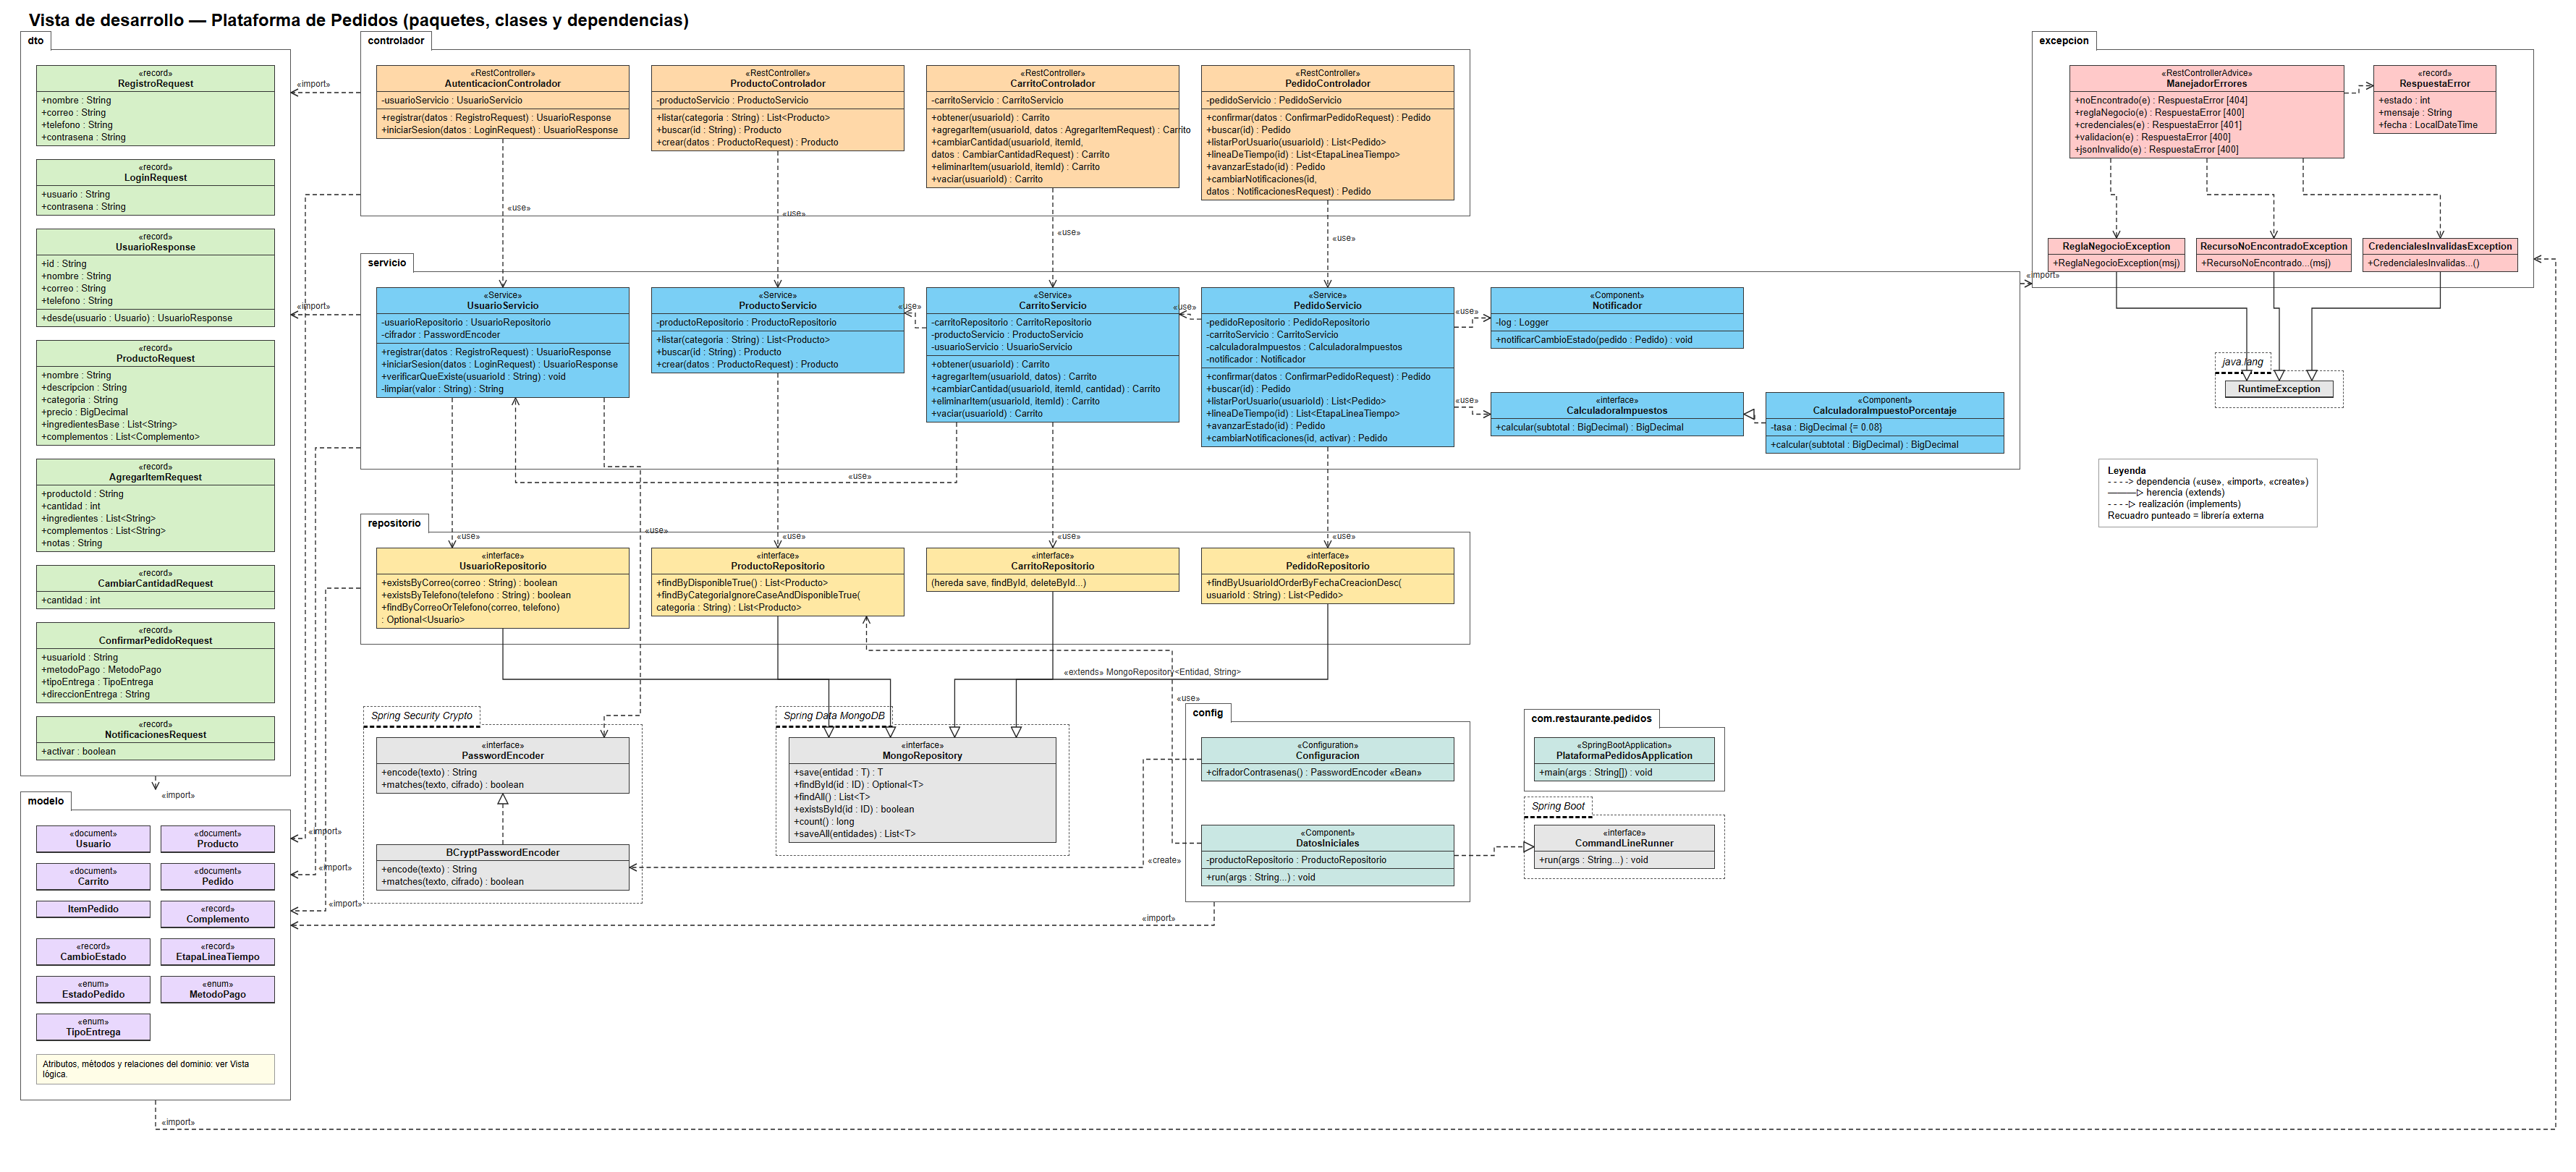 Vista de desarrollo — Plataforma de Pedidos (paquetes, clases y dependencias)
dto
«record»
RegistroRequest
+nombre : String
+correo : String
+telefono : String
+contrasena : String
«record»
LoginRequest
+usuario : String
+contrasena : String
«record»
UsuarioResponse
+id : String
+nombre : String
+correo : String
+telefono : String
+desde(usuario : Usuario) : UsuarioResponse
«record»
ProductoRequest
+nombre : String
+descripcion : String
+categoria : String
+precio : BigDecimal
+ingredientesBase : List<String>
+complementos : List<Complemento>
«record»
AgregarItemRequest
+productoId : String
+cantidad : int
+ingredientes : List<String>
+complementos : List<String>
+notas : String
«record»
CambiarCantidadRequest
+cantidad : int
«record»
ConfirmarPedidoRequest
+usuarioId : String
+metodoPago : MetodoPago
+tipoEntrega : TipoEntrega
+direccionEntrega : String
«record»
NotificacionesRequest
+activar : boolean
«import»
modelo
«document»
Usuario
«document»
Producto
«document»
Carrito
«document»
Pedido
ItemPedido
«record»
Complemento
«record»
CambioEstado
«record»
EtapaLineaTiempo
«enum»
EstadoPedido
«enum»
MetodoPago
«enum»
TipoEntrega
Atributos, métodos y relaciones del dominio: ver Vista
lógica.
«import»
«import»
«import»
«import»
«import»
«import»
controlador
«RestController»
AutenticacionControlador
-usuarioServicio : UsuarioServicio
+registrar(datos : RegistroRequest) : UsuarioResponse
+iniciarSesion(datos : LoginRequest) : UsuarioResponse
«RestController»
ProductoControlador
-productoServicio : ProductoServicio
+listar(categoria : String) : List<Producto>
+buscar(id : String) : Producto
+crear(datos : ProductoRequest) : Producto
«RestController»
CarritoControlador
-carritoServicio : CarritoServicio
+obtener(usuarioId) : Carrito
+agregarItem(usuarioId, datos : AgregarItemRequest) : Carrito
+cambiarCantidad(usuarioId, itemId,
datos : CambiarCantidadRequest) : Carrito
+eliminarItem(usuarioId, itemId) : Carrito
+vaciar(usuarioId) : Carrito
«RestController»
PedidoControlador
-pedidoServicio : PedidoServicio
+confirmar(datos : ConfirmarPedidoRequest) : Pedido
+buscar(id) : Pedido
+listarPorUsuario(usuarioId) : List<Pedido>
+lineaDeTiempo(id) : List<EtapaLineaTiempo>
+avanzarEstado(id) : Pedido
+cambiarNotificaciones(id,
datos : NotificacionesRequest) : Pedido
«use»
«use»
«use»
«use»
servicio
«Service»
UsuarioServicio
-usuarioRepositorio : UsuarioRepositorio
-cifrador : PasswordEncoder
+registrar(datos : RegistroRequest) : UsuarioResponse
+iniciarSesion(datos : LoginRequest) : UsuarioResponse
+verificarQueExiste(usuarioId : String) : void
-limpiar(valor : String) : String
«Service»
ProductoServicio
-productoRepositorio : ProductoRepositorio
+listar(categoria : String) : List<Producto>
+buscar(id : String) : Producto
+crear(datos : ProductoRequest) : Producto
«use»
«Service»
CarritoServicio
-carritoRepositorio : CarritoRepositorio
-productoServicio : ProductoServicio
-usuarioServicio : UsuarioServicio
+obtener(usuarioId) : Carrito
+agregarItem(usuarioId, datos) : Carrito
+cambiarCantidad(usuarioId, itemId, cantidad) : Carrito
+eliminarItem(usuarioId, itemId) : Carrito
+vaciar(usuarioId) : Carrito
«use»
«Service»
PedidoServicio
-pedidoRepositorio : PedidoRepositorio
-carritoServicio : CarritoServicio
-calculadoraImpuestos : CalculadoraImpuestos
-notificador : Notificador
+confirmar(datos : ConfirmarPedidoRequest) : Pedido
+buscar(id) : Pedido
+listarPorUsuario(usuarioId) : List<Pedido>
+lineaDeTiempo(id) : List<EtapaLineaTiempo>
+avanzarEstado(id) : Pedido
+cambiarNotificaciones(id, activar) : Pedido
«use»
«Component»
Notificador
-log : Logger
+notificarCambioEstado(pedido : Pedido) : void
«use»
«interface»
CalculadoraImpuestos
+calcular(subtotal : BigDecimal) : BigDecimal
«Component»
CalculadoraImpuestoPorcentaje
-tasa : BigDecimal {= 0.08}
+calcular(subtotal : BigDecimal) : BigDecimal
«use»
«use»
repositorio
«use»
«use»
«use»
«use»
«interface»
UsuarioRepositorio
+existsByCorreo(correo : String) : boolean
+existsByTelefono(telefono : String) : boolean
+findByCorreoOrTelefono(correo, telefono)
: Optional<Usuario>
«interface»
ProductoRepositorio
+findByDisponibleTrue() : List<Producto>
+findByCategoriaIgnoreCaseAndDisponibleTrue(
categoria : String) : List<Producto>
«interface»
CarritoRepositorio
(hereda save, findById, deleteById...)
«interface»
PedidoRepositorio
+findByUsuarioIdOrderByFechaCreacionDesc(
usuarioId : String) : List<Pedido>
«extends» MongoRepository<Entidad, String>
«use»
Spring Security Crypto
«interface»
PasswordEncoder
+encode(texto) : String
+matches(texto, cifrado) : boolean
BCryptPasswordEncoder
+encode(texto) : String
+matches(texto, cifrado) : boolean
Spring Data MongoDB
«interface»
MongoRepository
+save(entidad : T) : T
+findById(id : ID) : Optional<T>
+findAll() : List<T>
+existsById(id : ID) : boolean
+count() : long
+saveAll(entidades) : List<T>
config
«Configuration»
Configuracion
+cifradorContrasenas() : PasswordEncoder «Bean»
«Component»
DatosIniciales
-productoRepositorio : ProductoRepositorio
+run(args : String...) : void
«create»
«import»
com.restaurante.pedidos
«SpringBootApplication»
PlataformaPedidosApplication
+main(args : String[]) : void
Spring Boot
«interface»
CommandLineRunner
+run(args : String...) : void
excepcion
«RestControllerAdvice»
ManejadorErrores
+noEncontrado(e) : RespuestaError [404]
+reglaNegocio(e) : RespuestaError [400]
+credenciales(e) : RespuestaError [401]
+validacion(e) : RespuestaError [400]
+jsonInvalido(e) : RespuestaError [400]
«record»
RespuestaError
+estado : int
+mensaje : String
+fecha : LocalDateTime
ReglaNegocioException
+ReglaNegocioException(msj)
RecursoNoEncontradoException
+RecursoNoEncontrado...(msj)
CredencialesInvalidasException
+CredencialesInvalidas...()
«import»
java.lang
RuntimeException
Leyenda
- - - -> dependencia («use», «import», «create»)
————▷ herencia (extends)
- - - -▷ realización (implements)
Recuadro punteado = librería externa